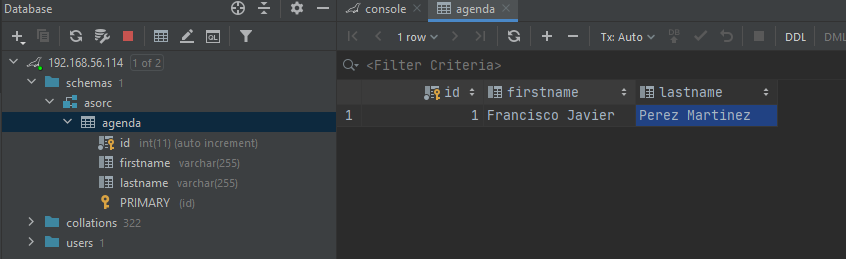 Database
192.168.56.114 1 of 2
schemas 1
asorc
agenda
id int(11) (auto increment)
firstname varchar(255)
lastname varchar(255)
PRIMARY (id)
collations 322
users 1
console agenda
1 row Tx: Auto DB DDL DML
<Filter Criteria>
id firstname lastname
1 1 Francisco Javier Perez Martinez